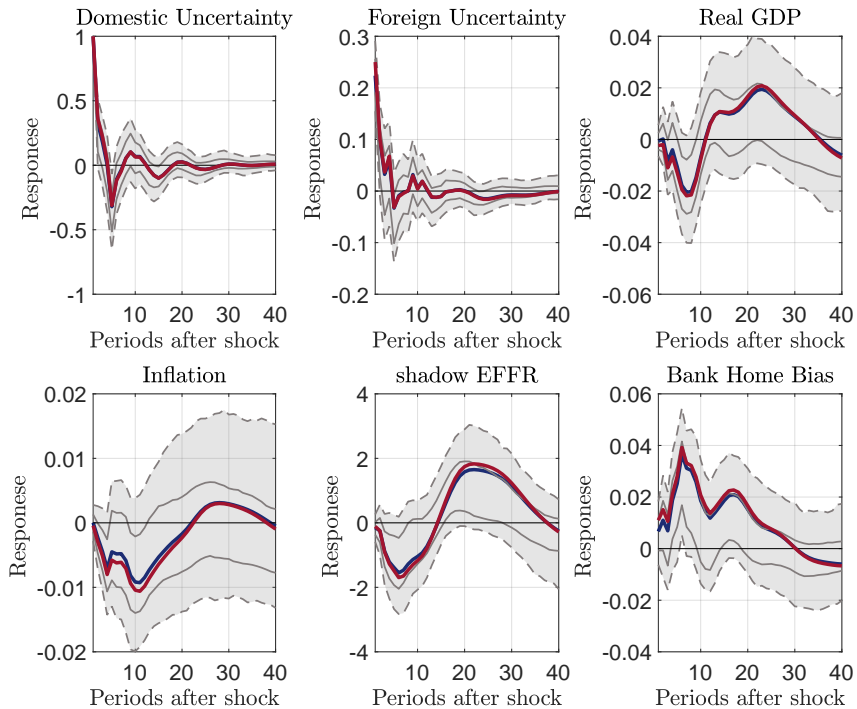 Domestic Uncertainty
1
0.5
0
-0.5
-1
Responese
10 20 30 40
Periods after shock
Foreign Uncertainty
0.3
0.2
0.1
0
-0.1
-0.2
Responese
10 20 30 40
Periods after shock
Real GDP
0.04
0.02
0
-0.02
-0.04
-0.06
Responese
10 20 30 40
Periods after shock
Inflation
0.02
0.01
0
-0.01
-0.02
Responese
10 20 30 40
Periods after shock
shadow EFFR
4
2
0
-2
-4
Responese
10 20 30 40
Periods after shock
Bank Home Bias
0.06
0.04
0.02
0
-0.02
-0.04
Responese
10 20 30 40
Periods after shock